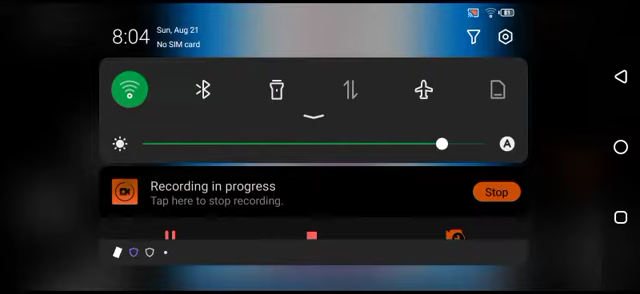 8:04
Sun, Aug 21
No SIM card
A
Recording in progress
Tap here to stop recording.
Stop